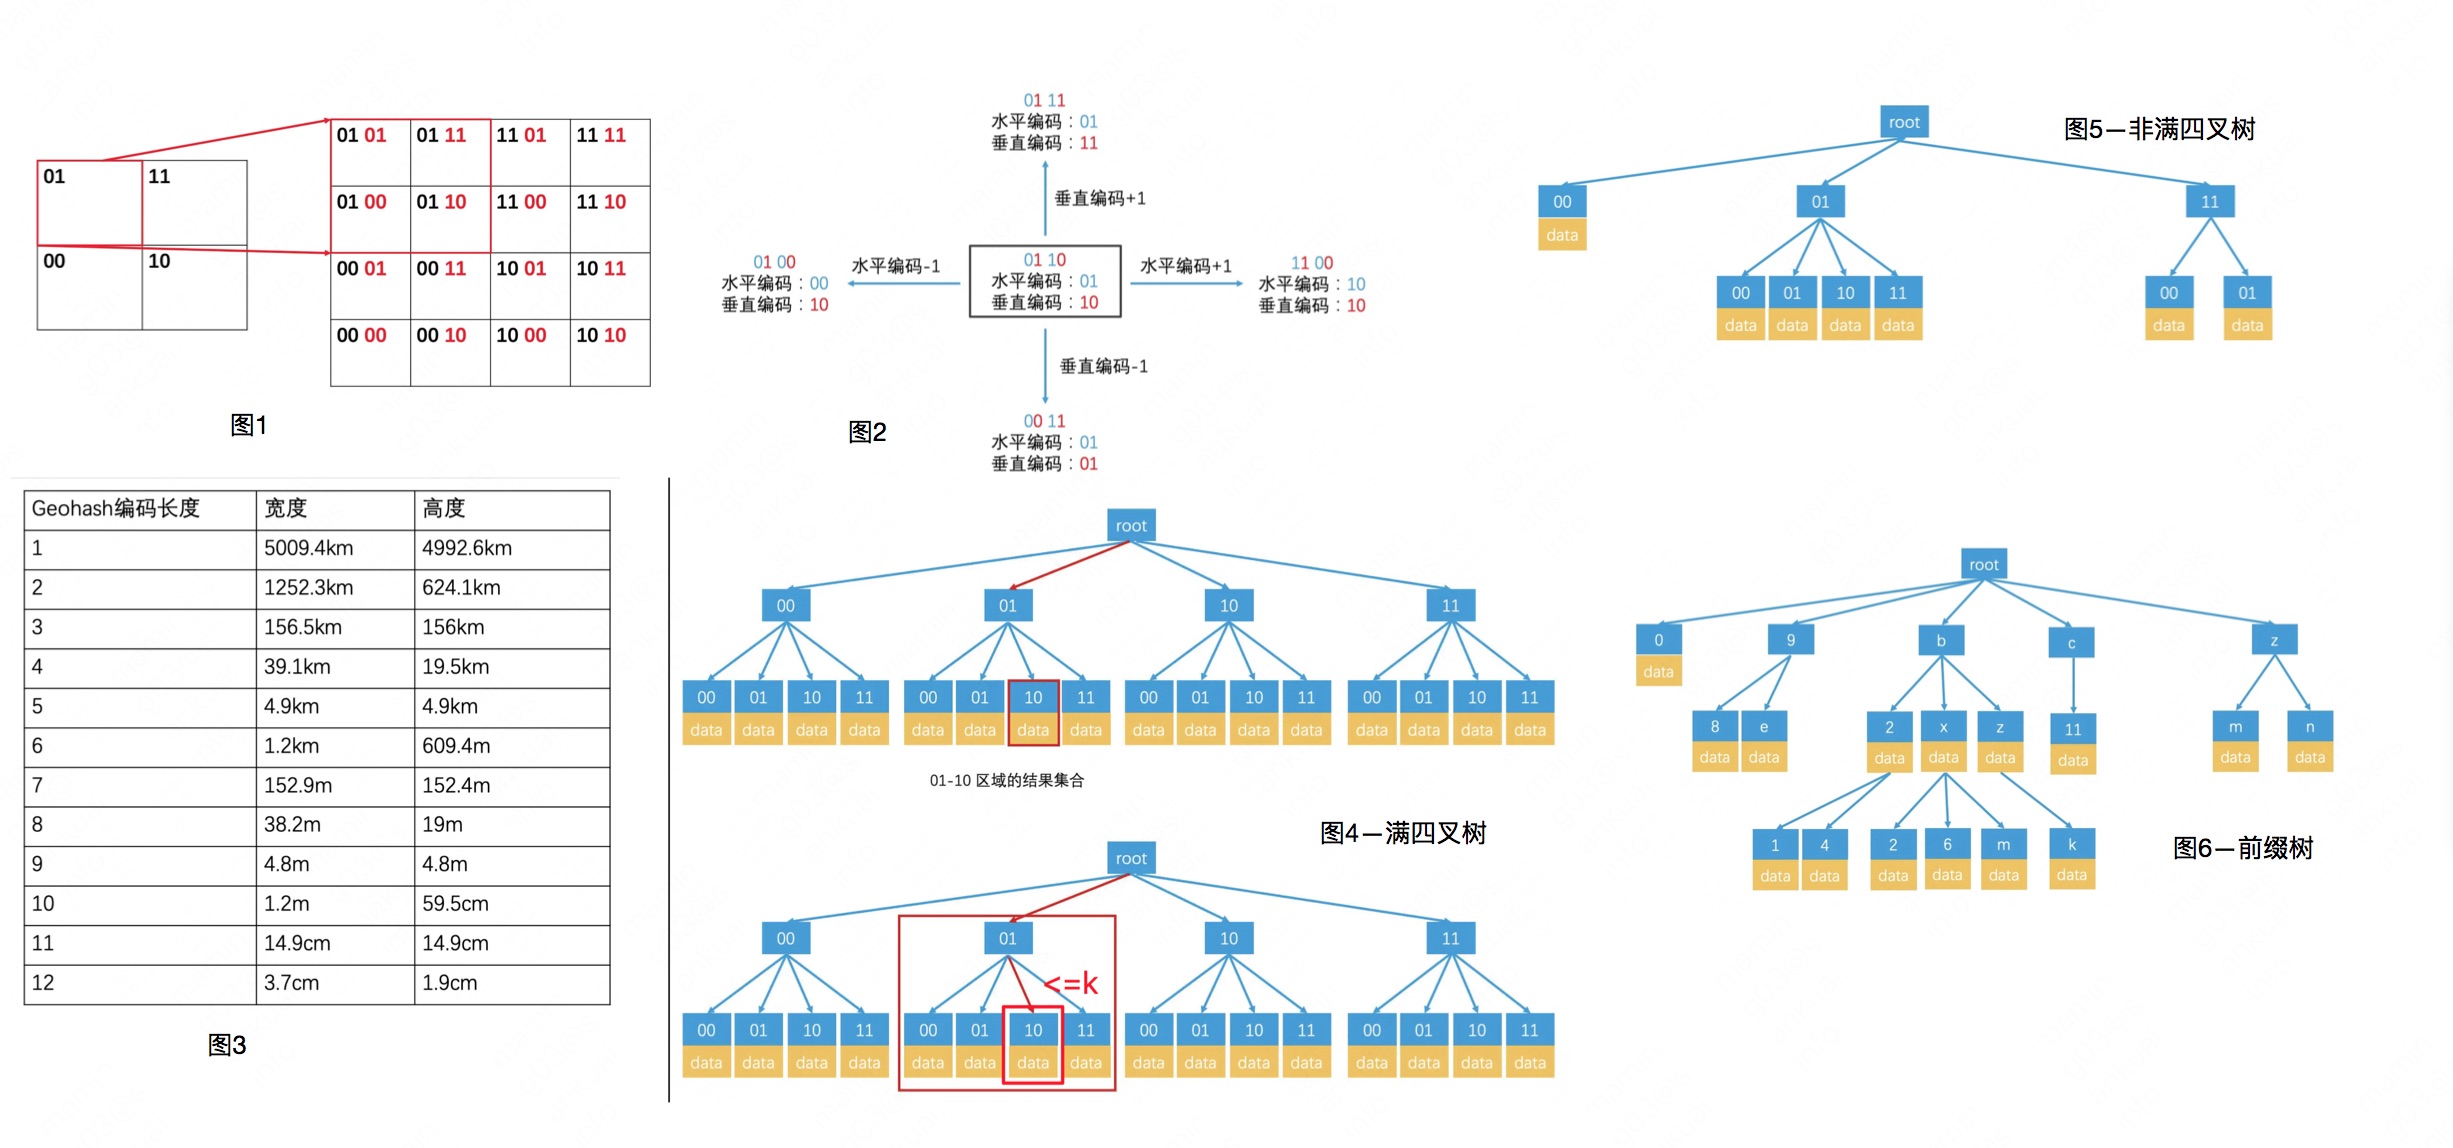 01 11
00 10
01 01 01 11 11 01 11 11
01 00 01 10 11 00 11 10
00 01 00 11 10 01 10 11
00 00 00 10 10 00 10 10
图1
01 11
水平编码：01
垂直编码：11
垂直编码+1
01 00
水平编码：00
垂直编码：10
水平编码-1
01 10
水平编码：01
垂直编码：10
水平编码+1
11 00
水平编码：10
垂直编码：10
垂直编码-1
00 11
水平编码：01
垂直编码：01
图2
Geohash编码长度 宽度 高度
1 5009.4km 4992.6km
2 1252.3km 624.1km
3 156.5km 156km
4 39.1km 19.5km
5 4.9km 4.9km
6 1.2km 609.4m
7 152.9m 152.4m
8 38.2m 19m
9 4.8m 4.8m
10 1.2m 59.5cm
11 14.9cm 14.9cm
12 3.7cm 1.9cm
图3
root
00 01 10 11
00 01 10 11 00 01 10 11 00 01 10 11 00 01 10 11
data data data data data data data data data data data data data data data data
01-10 区域的结果集合
图4—满四叉树
root
00 01 10 11
<=k
00 01 10 11 00 01 10 11 00 01 10 11 00 01 10 11
data data data data data data data data data data data data data data data data
root
图5—非满四叉树
00 01 11
data
00 01 10 11 00 01
data data data data data data
root
0 9 b c z
data
8 e 2 x z 11 m n
data data data data data data data data
1 4 2 6 m k
data data data data data data
图6—前缀树